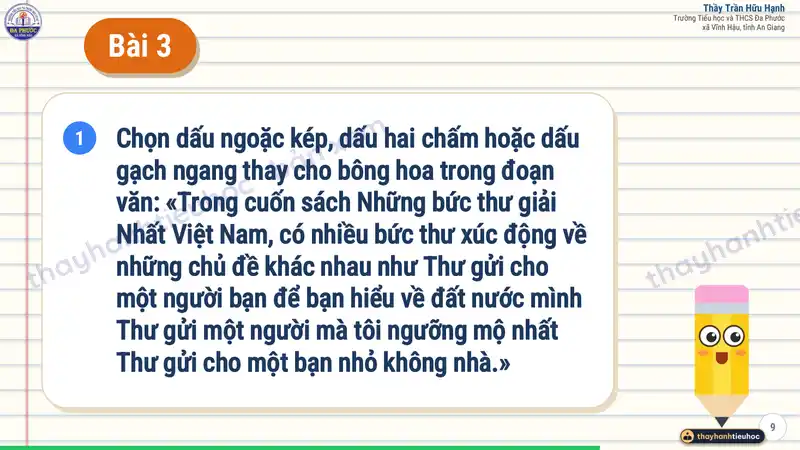 Thầy Trần Hữu Hạnh
Trường Tiểu học và THCS Đa Phước
xã Vĩnh Hậu, tỉnh An Giang
ĐA PHƯỚC
Bài 3
1
Chọn dấu ngoặc kép, dấu hai chấm hoặc dấu
gạch ngang thay cho bông hoa trong đoạn
văn: «Trong cuốn sách Những bức thư giải
Nhất Việt Nam, có nhiều bức thư xúc động về
những chủ đề khác nhau như Thư gửi cho
một người bạn để bạn hiểu về đất nước mình
Thư gửi một người mà tôi ngưỡng mộ nhất
Thư gửi cho một bạn nhỏ không nhà.»
thayhanhtieuhoc
9